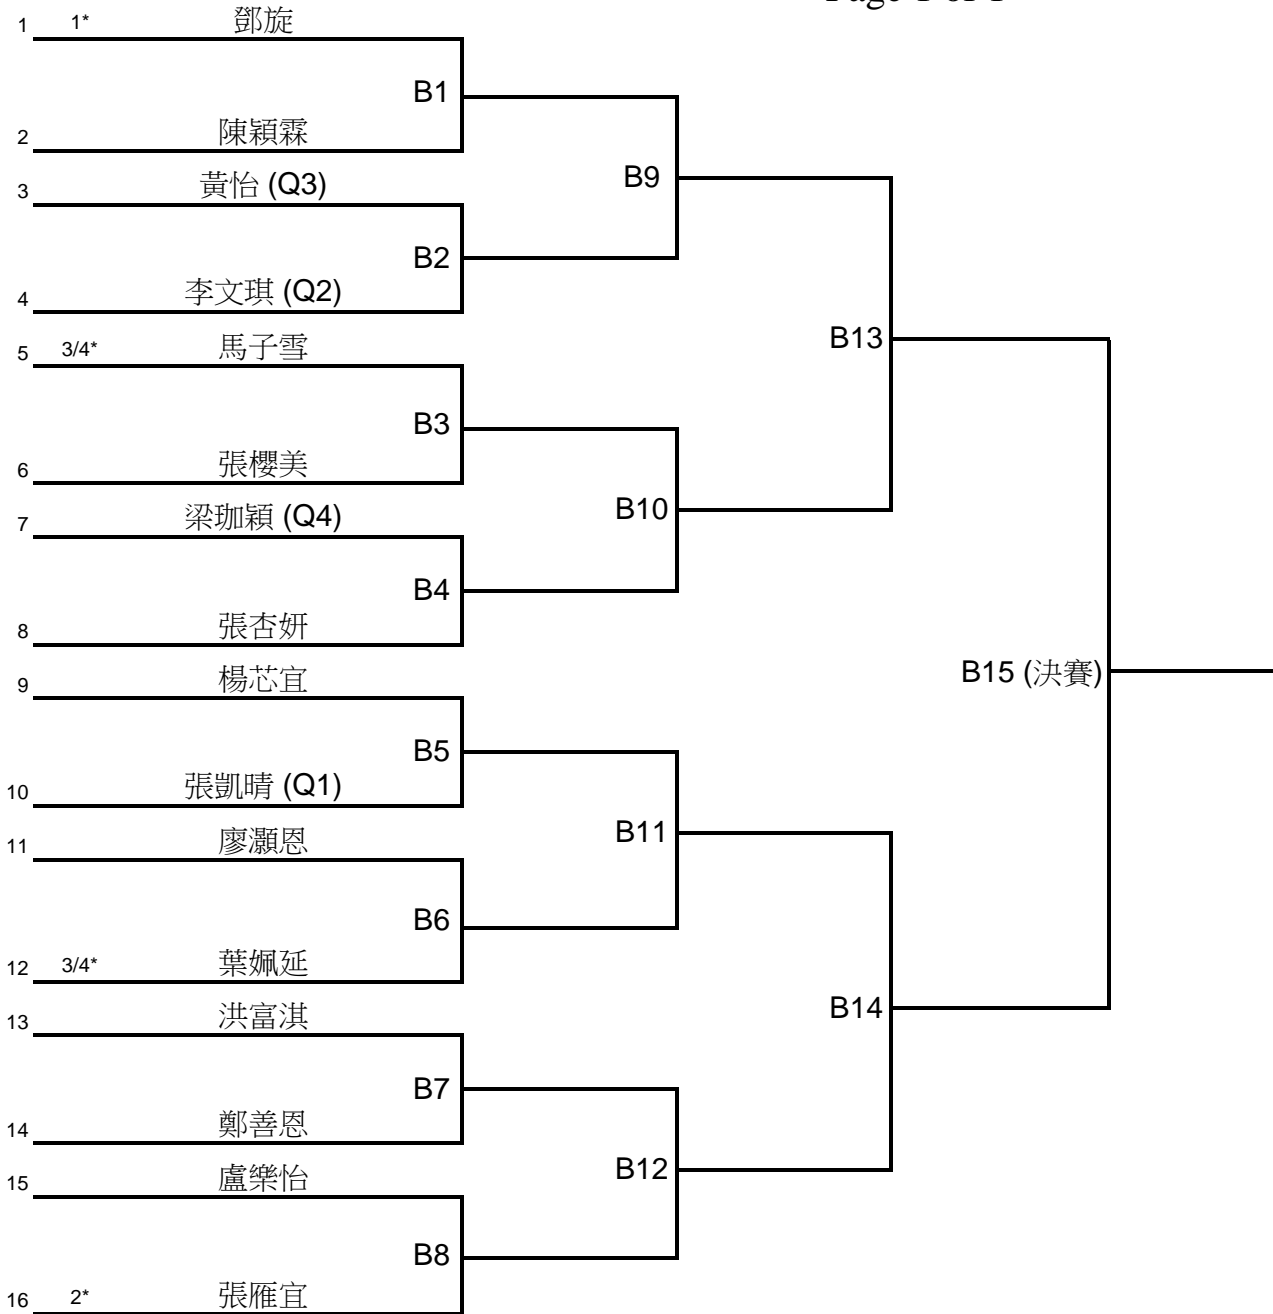 Page 1 of 1
1 1* 鄧旋
B1
2 陳穎霖
3 黃怡 (Q3)
B9
B2
4 李文琪 (Q2)
5 3/4* 馬子雪
B13
B3
6 張櫻美
7 梁珈穎 (Q4)
B10
B4
8 張杏妍
9 楊芯宜
B15 (決賽)
B5
10 張凱晴 (Q1)
11 廖灝恩
B11
B6
12 3/4* 葉姵延
13 洪富淇
B14
B7
14 鄭善恩
15 盧樂怡
B12
B8
16 2* 張雁宜